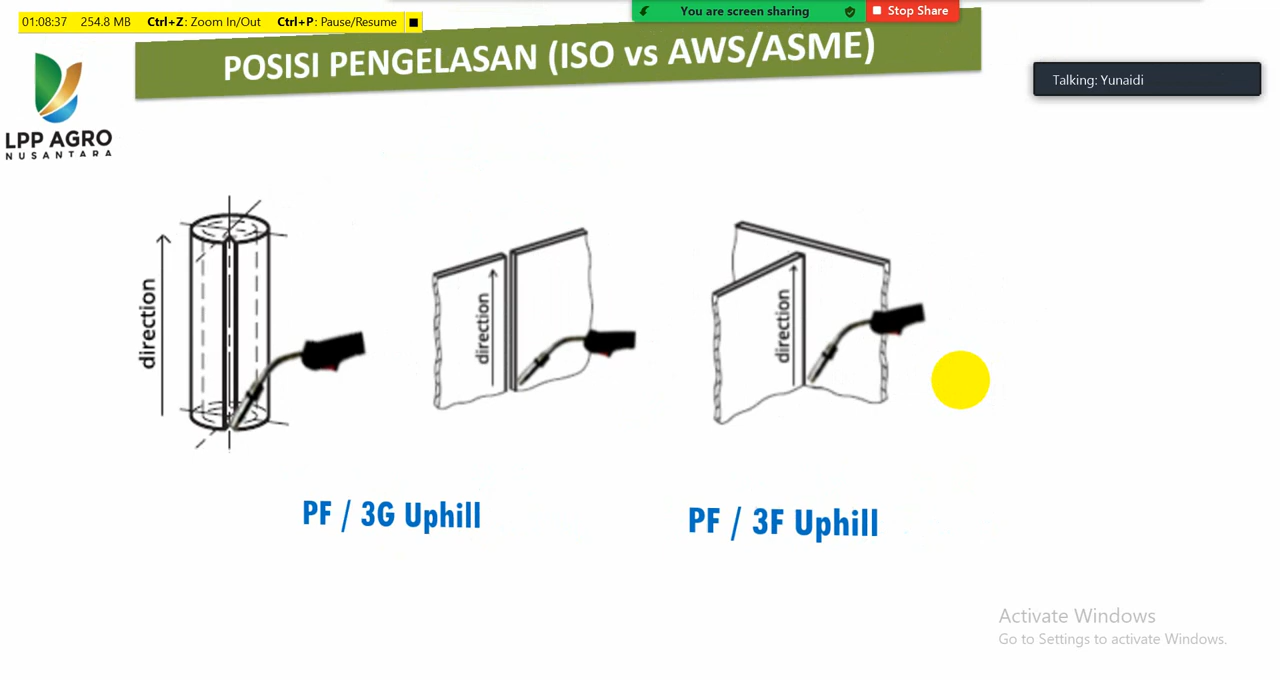 01:08:37 254.8 MB Ctrl+Z: Zoom In/Out Ctrl+P: Pause/Resume
You are screen sharing
Stop Share
POSISI PENGELASAN (ISO vs AWS/ASME)
Talking: Yunaidi
LPP AGRO
NUSANTARA
direction
direction
direction
PF / 3G Uphill
PF / 3F Uphill
Activate Windows
Go to Settings to activate Windows.